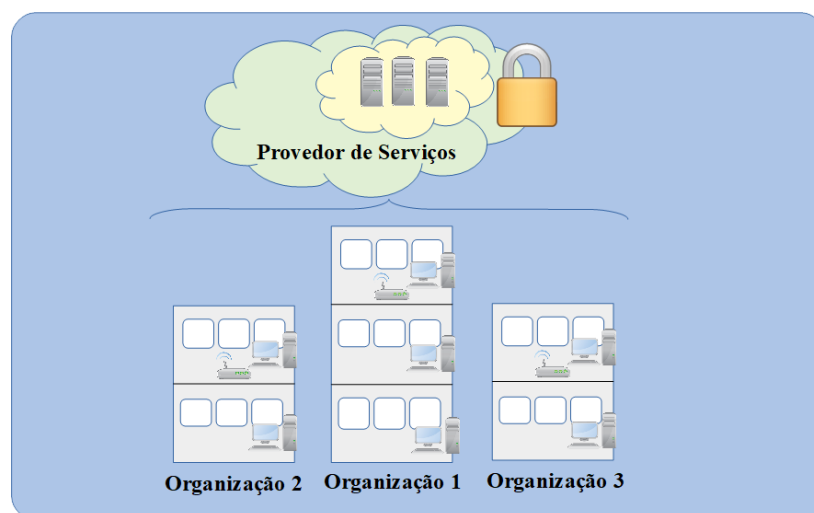 Provedor de Serviços
Organização 2
Organização 1
Organização 3